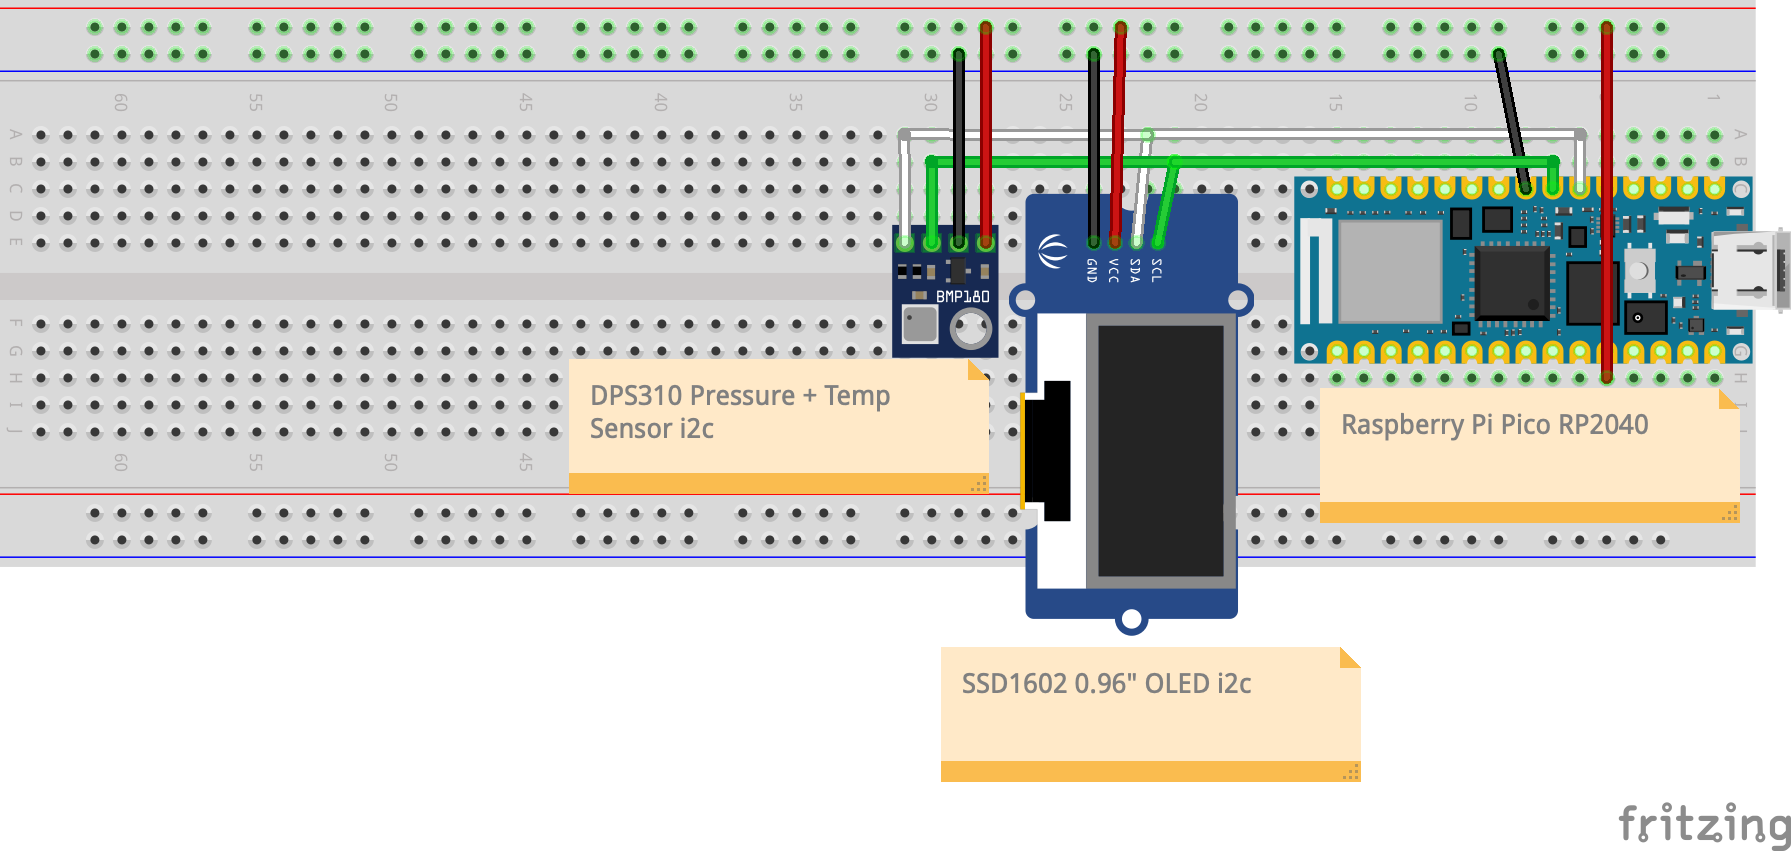 60 55 50 45 40 35 30 25 20 15 10 1
A A
B B
C C
D D
E E
GND VCC SDA SCL
BMP180
F
G G
H H
I I
J
DPS310 Pressure + Temp
Sensor i2c
Raspberry Pi Pico RP2040
60 55 50 45
SSD1602 0.96" OLED i2c
fritzing